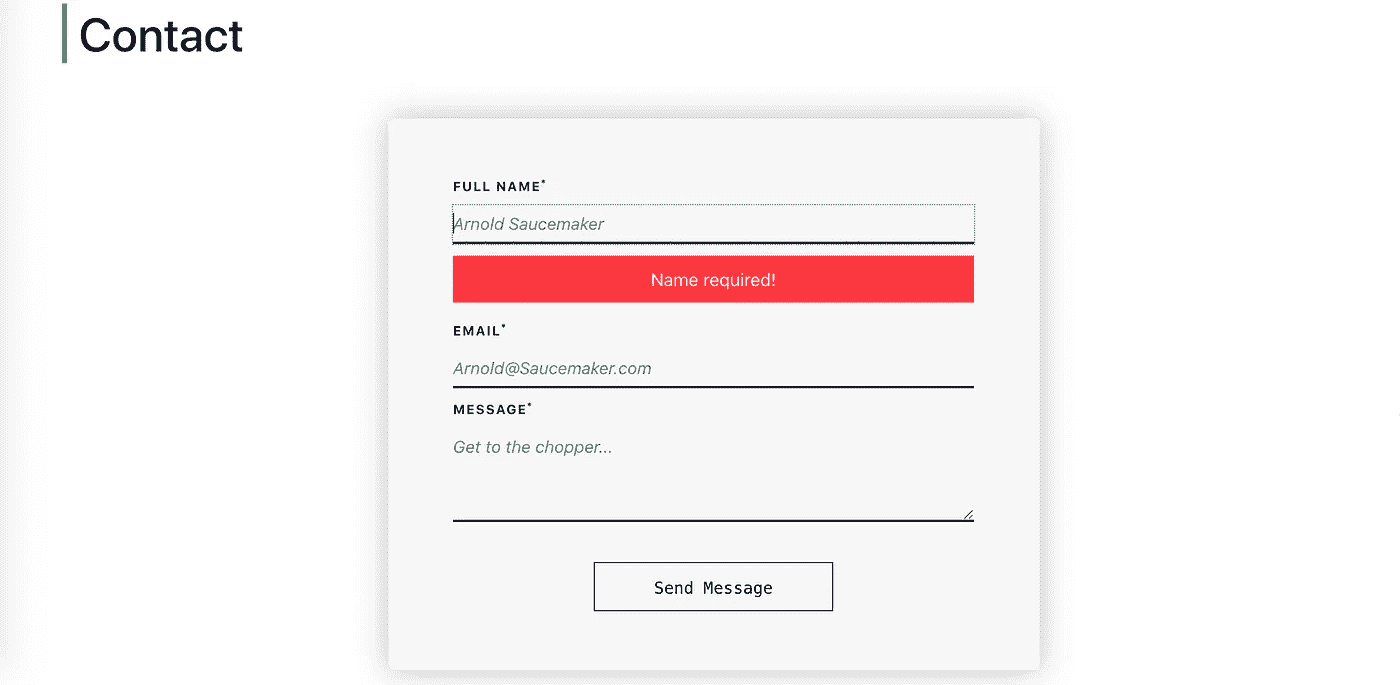 Contact
FULL NAME*
Arnold Saucemaker
Name required!
EMAIL*
Arnold@Saucemaker.com
MESSAGE*
Get to the chopper...
Send Message